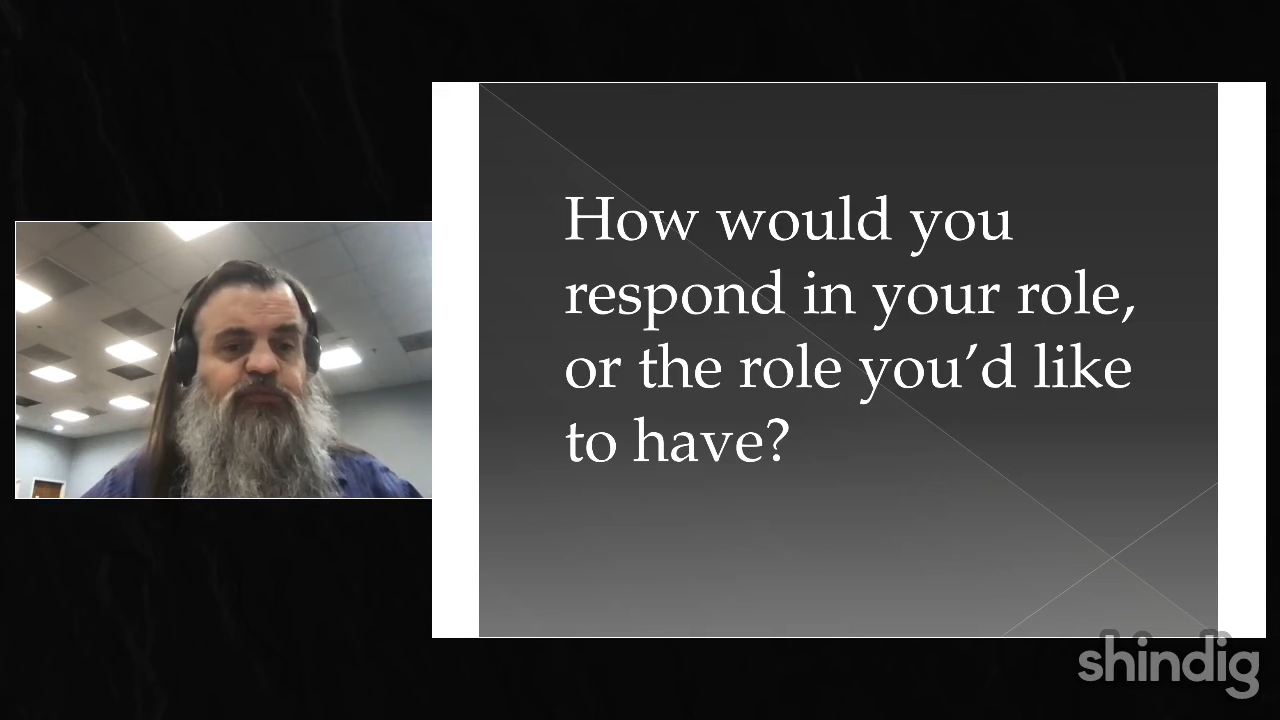 How would you
respond in your role,
or the role you’d like
to have?
shindig